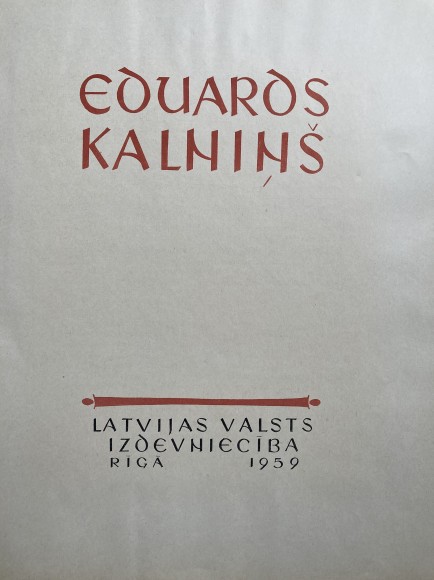 EDUARDS
KALNIŅŠ
LATVIJAS VALSTS
IZDEVNIECĪBA
RĪGĀ 1959